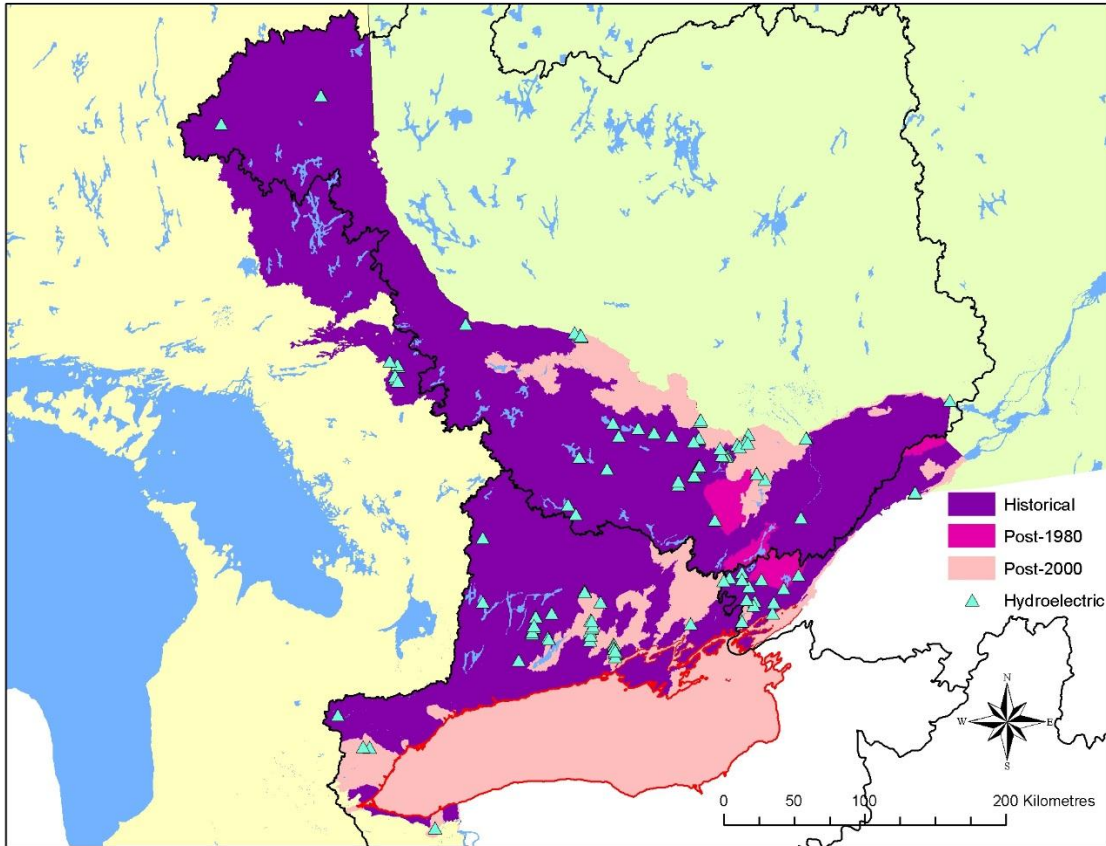 Historical
Post-1980
Post-2000
Hydroelectric
N
W E
S
0 50 100 200 Kilometres